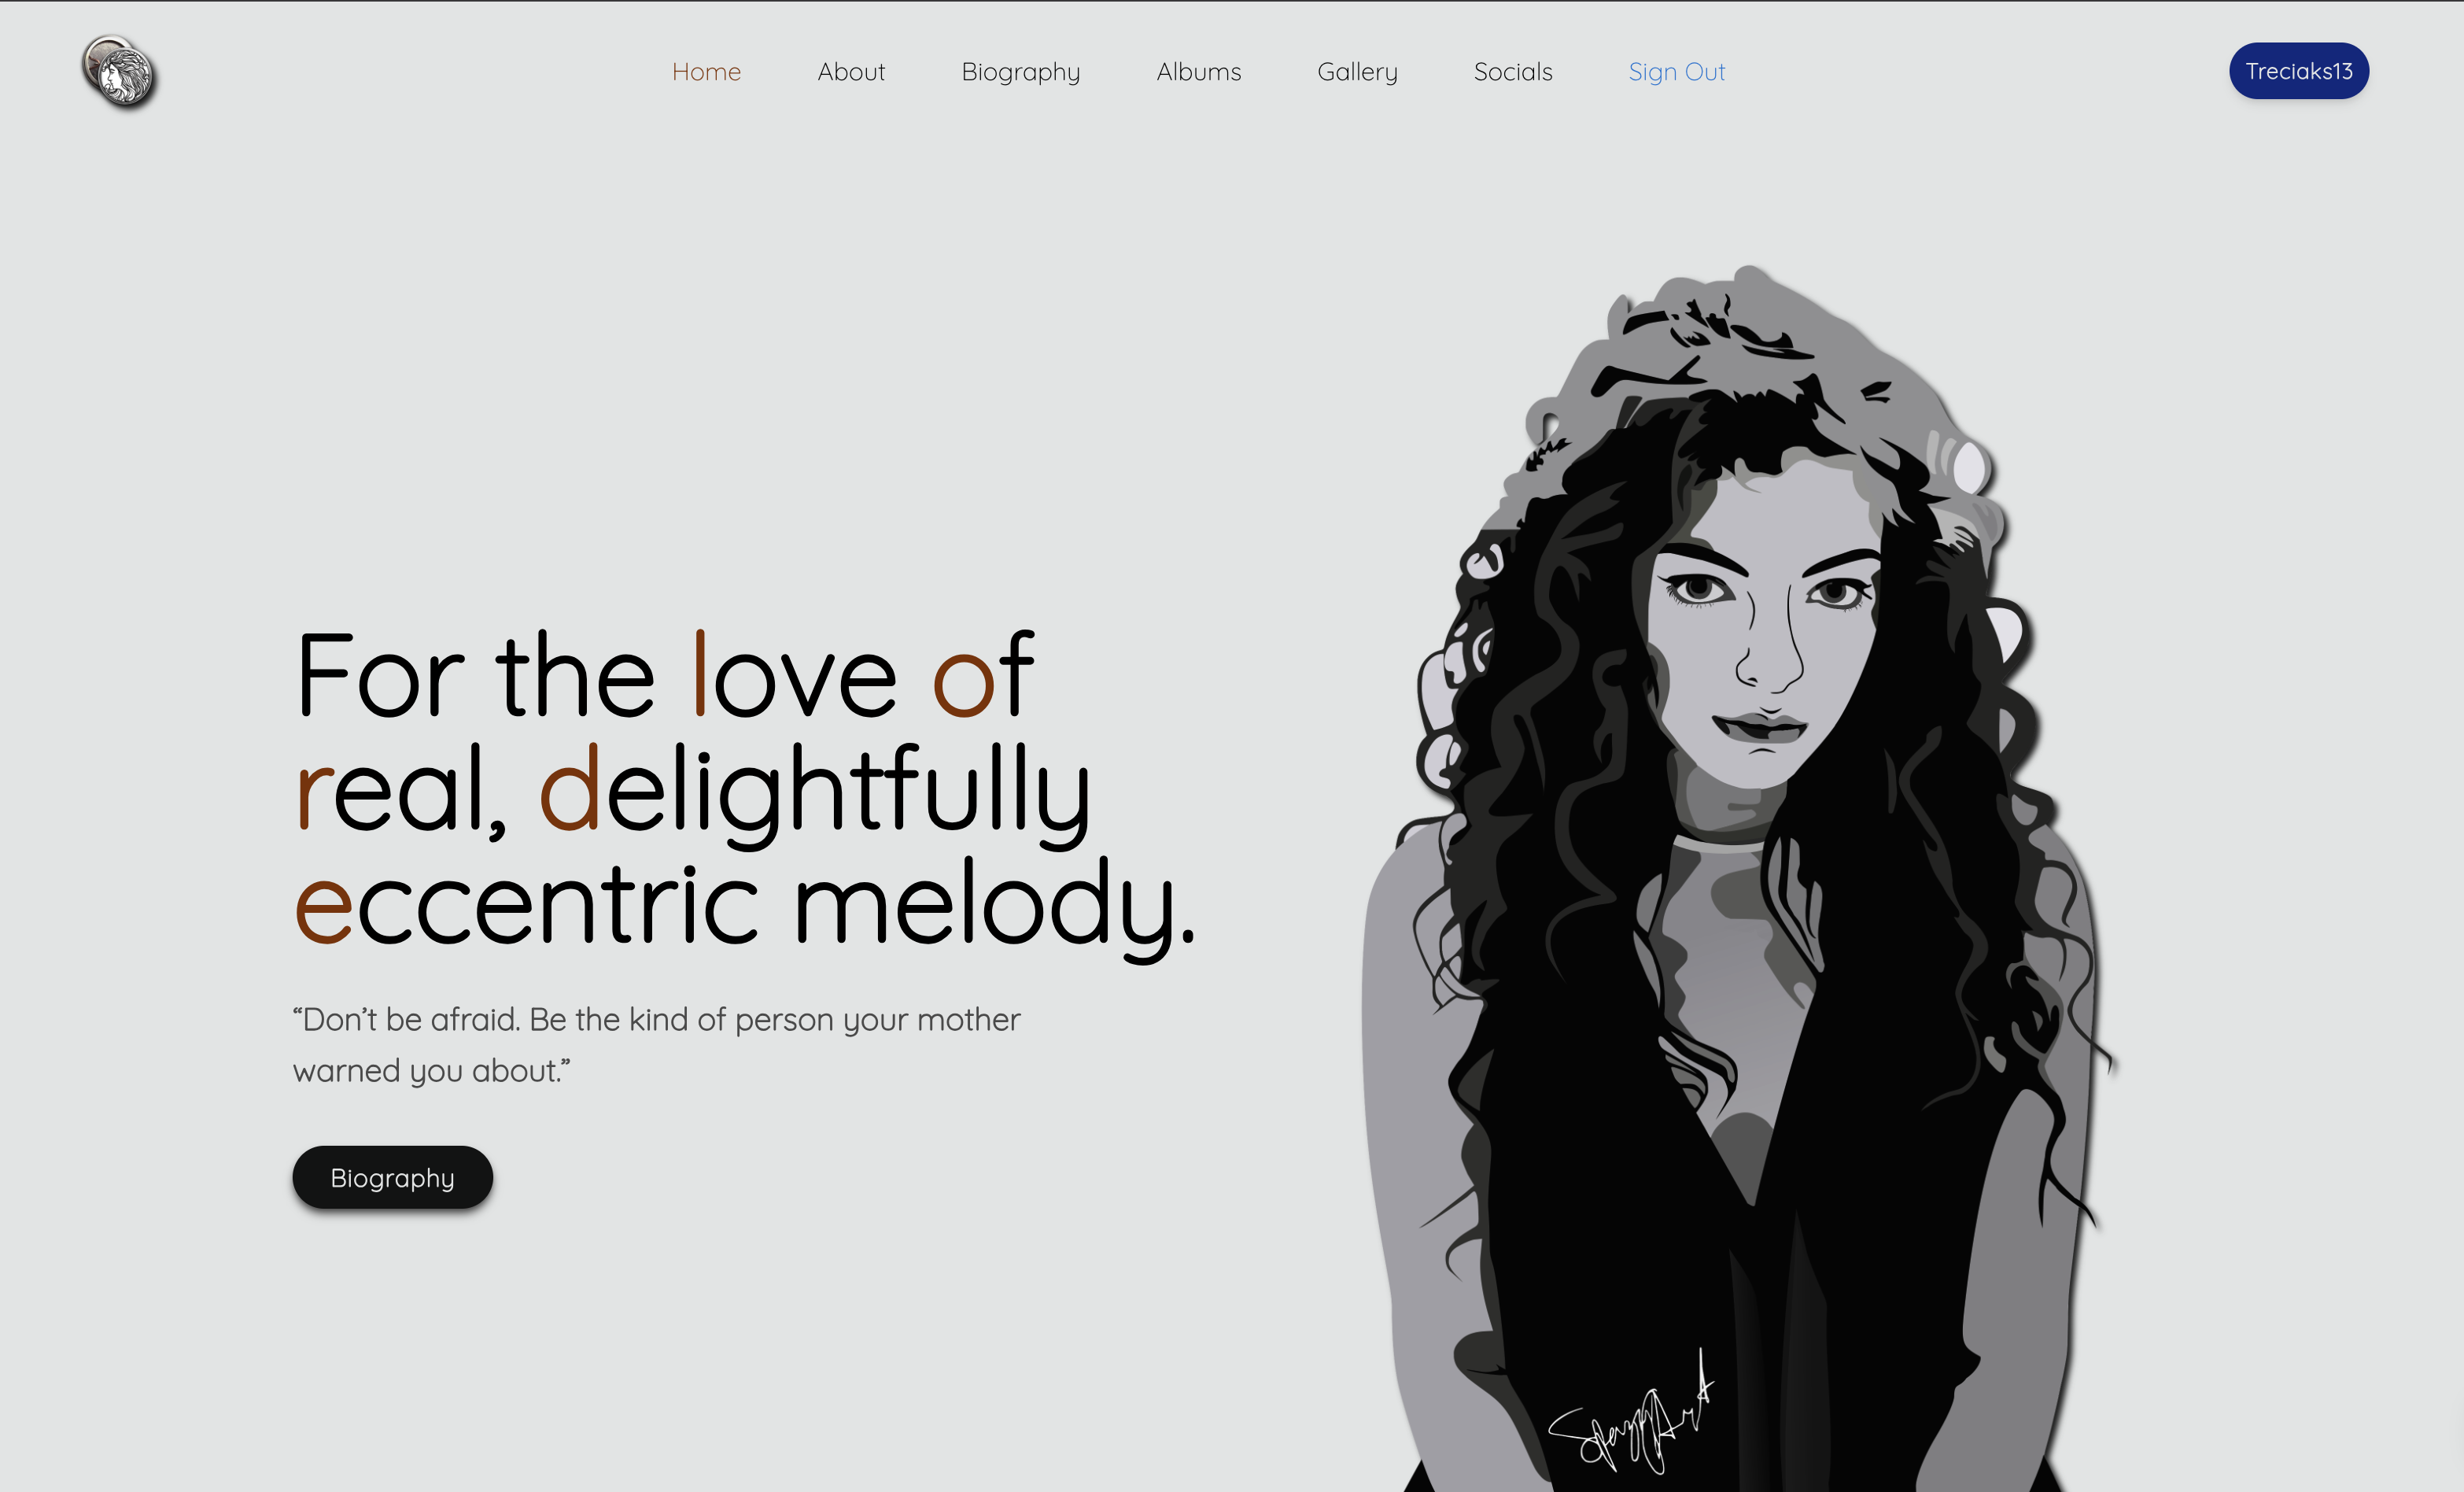 Home About Biography Albums Gallery Socials Sign Out Treciaks13
For the love of
real, delightfully
eccentric melody.
“Don’t be afraid. Be the kind of person your mother
warned you about.”
Biography